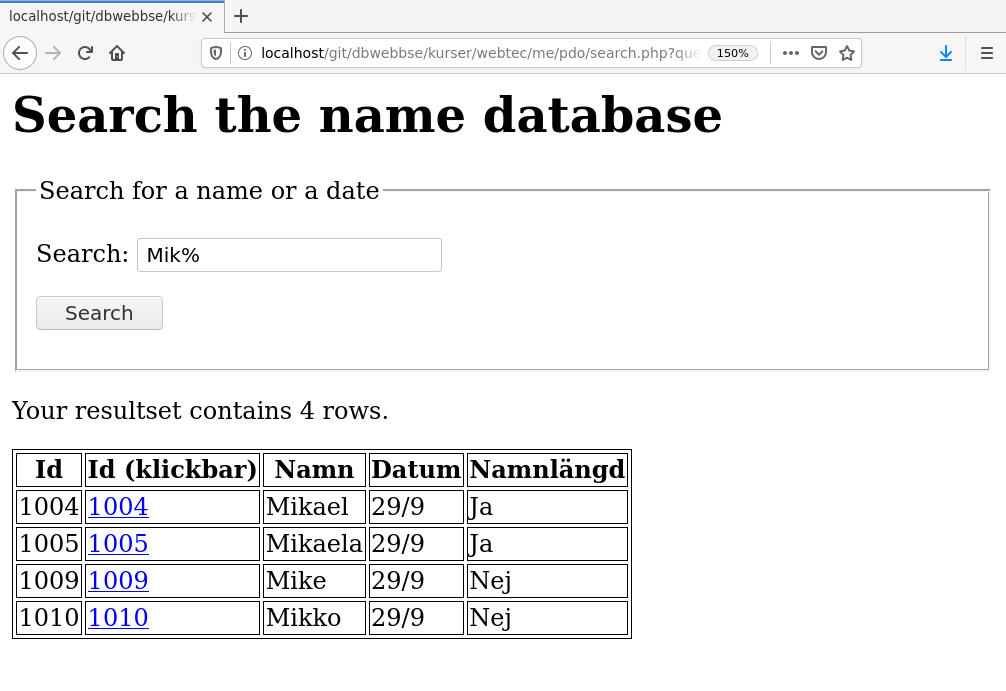 localhost/git/dbwebbse/kurs
localhost/git/dbwebbse/kurser/webtec/me/pdo/search.php?que 150%
Search the name database
Search for a name or a date
Search: Mik%
Search
Your resultset contains 4 rows.
Id Id (klickbar) Namn Datum Namnlängd
1004 1004 Mikael 29/9 Ja
1005 1005 Mikaela 29/9 Ja
1009 1009 Mike 29/9 Nej
1010 1010 Mikko 29/9 Nej